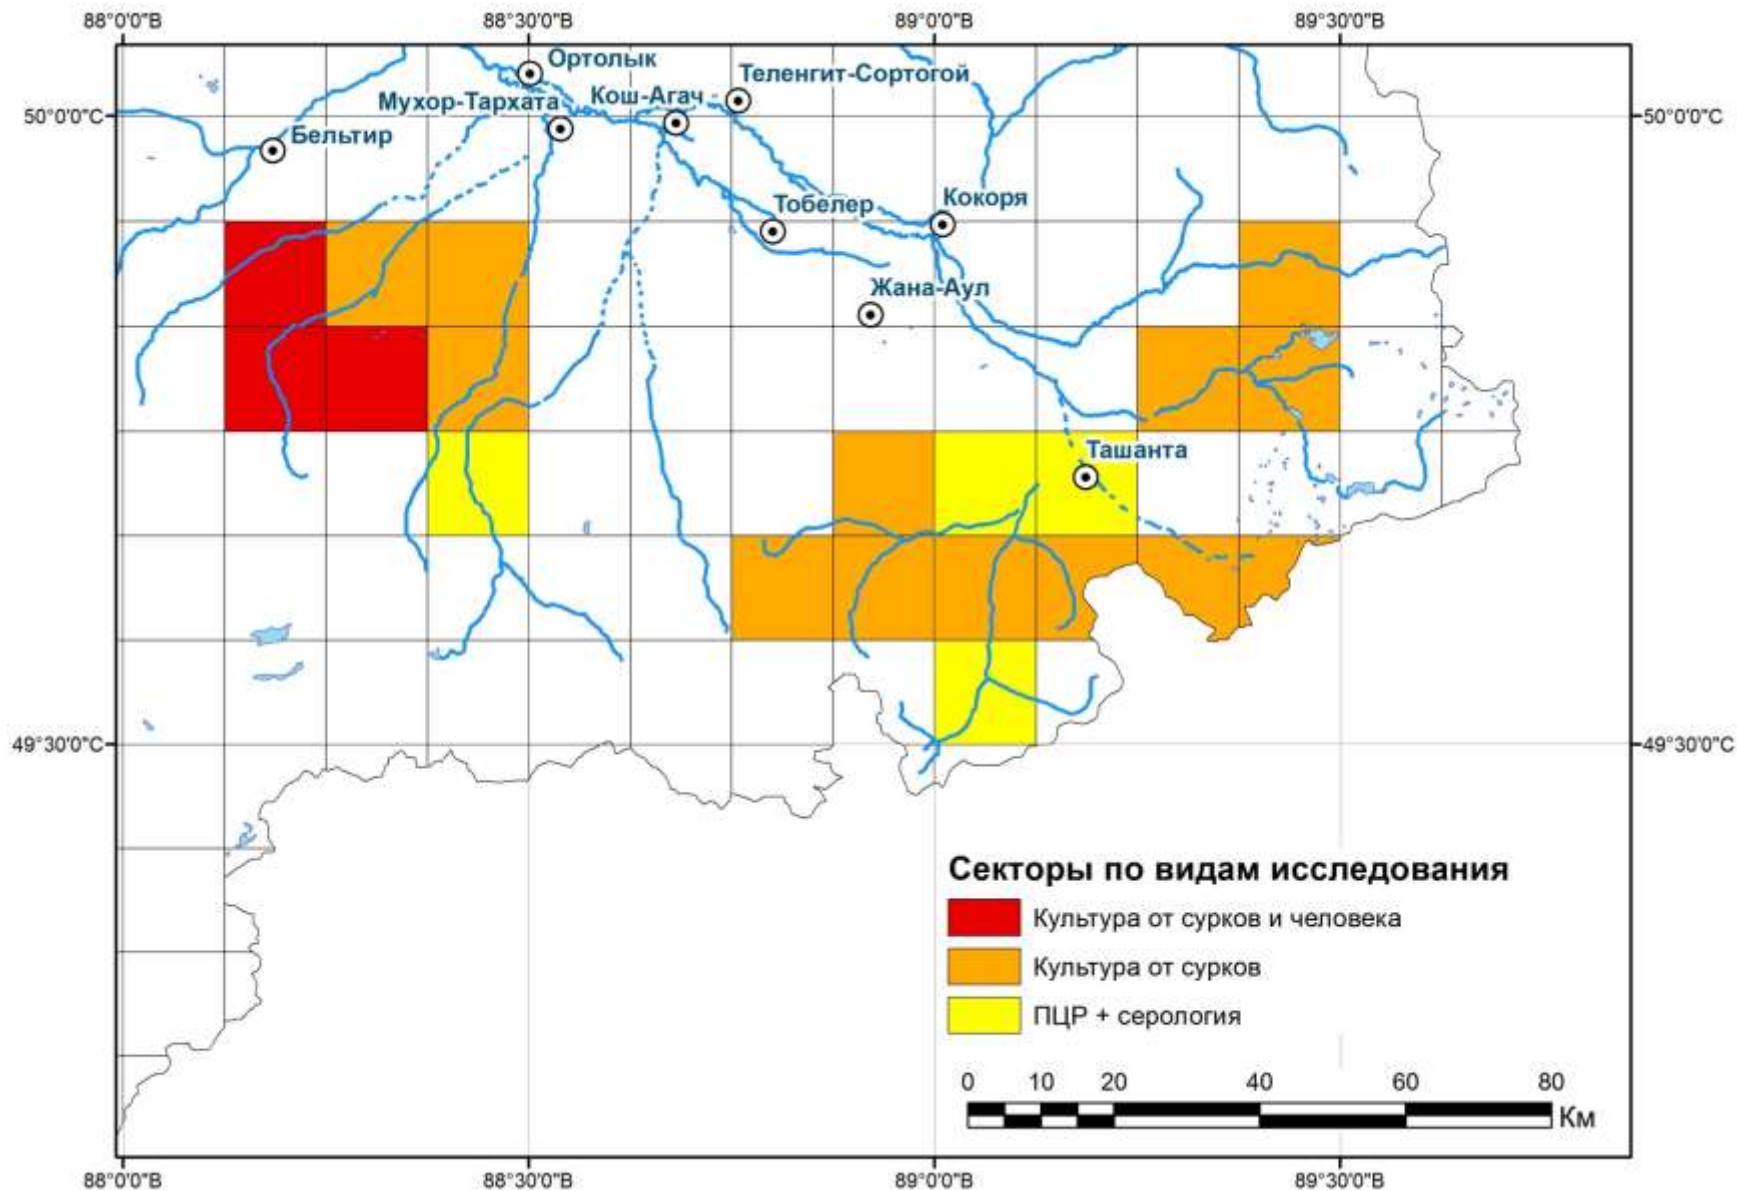 88°0'0"В
88°30'0"В
89°0'0"В
89°30'0"В
Ортолык
Теленгит-Сортогой
Мухор-Тархата
Кош-Агач
50°0'0"С
50°0'0"С
Бельтир
Тобелер
Кокоря
Жана-Аул
Ташанта
49°30'0"С
49°30'0"С
Секторы по видам исследования
Культура от сурков и человека
Культура от сурков
ПЦР + серология
0 10 20 40 60 80
Км
88°0'0"В
88°30'0"В
89°0'0"В
89°30'0"В